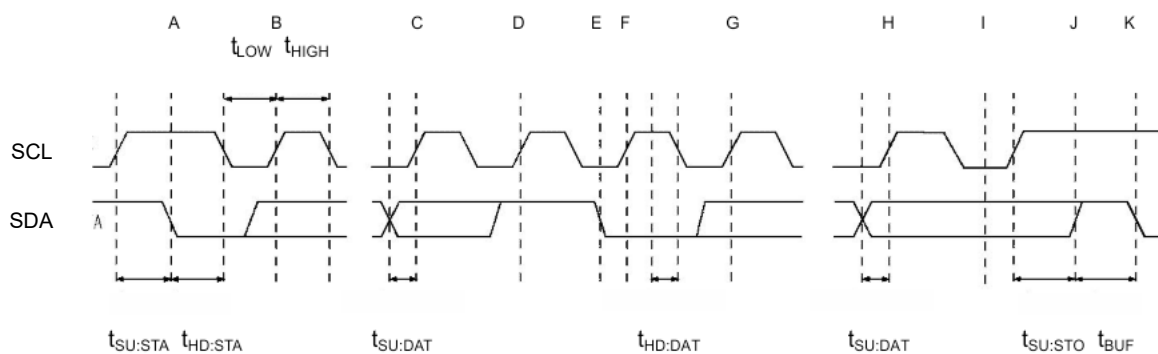 A B C D E F G H I J K
tLOW tHIGH
SCL
SDA
A
tSU:STA tHD:STA tSU:DAT tHD:DAT tSU:DAT tSU:STO tBUF